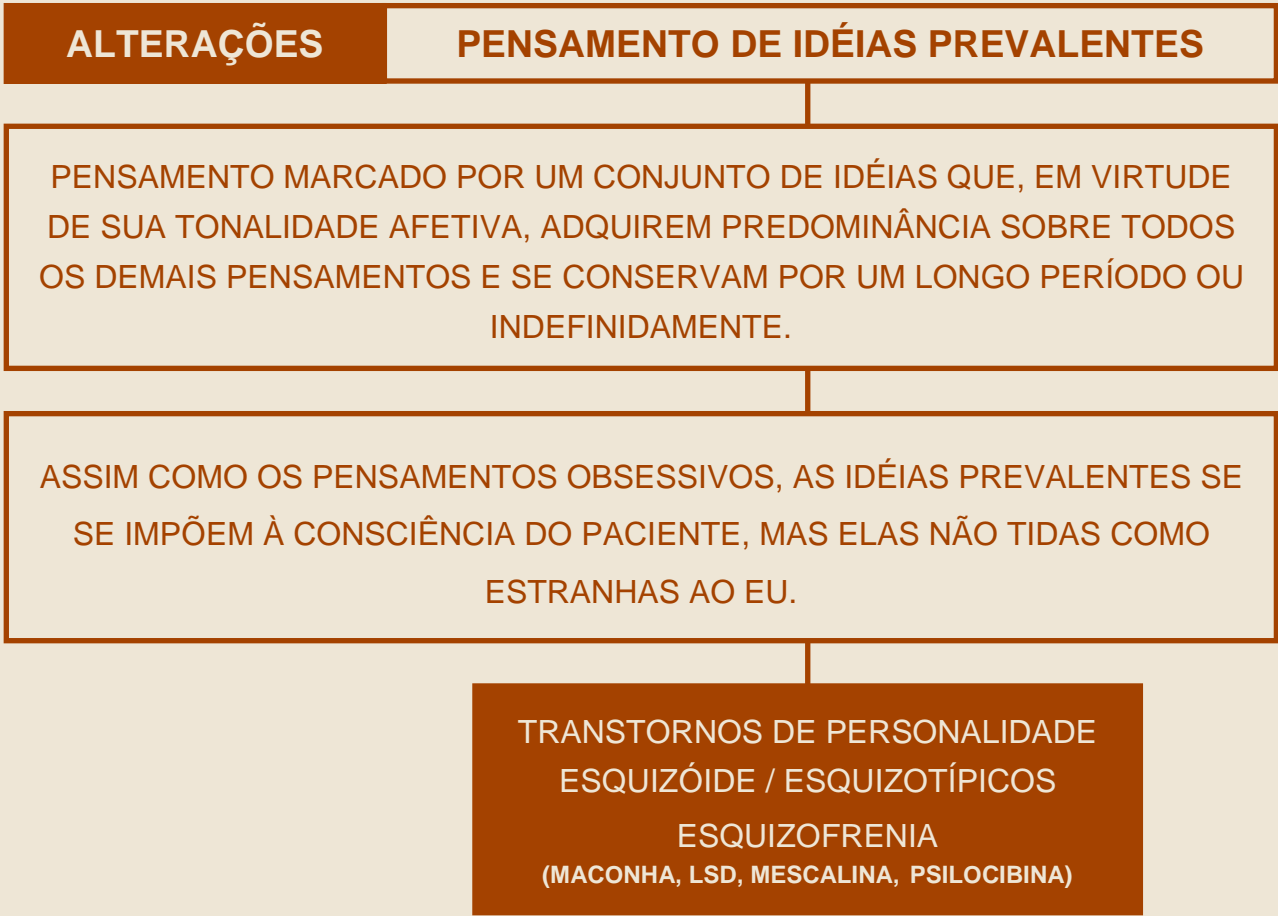 ALTERAÇÕES PENSAMENTO DE IDÉIAS PREVALENTES
PENSAMENTO MARCADO POR UM CONJUNTO DE IDÉIAS QUE, EM VIRTUDE
DE SUA TONALIDADE AFETIVA, ADQUIREM PREDOMINÂNCIA SOBRE TODOS
OS DEMAIS PENSAMENTOS E SE CONSERVAM POR UM LONGO PERÍODO OU
INDEFINIDAMENTE.
ASSIM COMO OS PENSAMENTOS OBSESSIVOS, AS IDÉIAS PREVALENTES SE
SE IMPÕEM À CONSCIÊNCIA DO PACIENTE, MAS ELAS NÃO TIDAS COMO
ESTRANHAS AO EU.
TRANSTORNOS DE PERSONALIDADE
ESQUIZÓIDE / ESQUIZOTÍPICOS
ESQUIZOFRENIA
(MACONHA, LSD, MESCALINA, PSILOCIBINA)